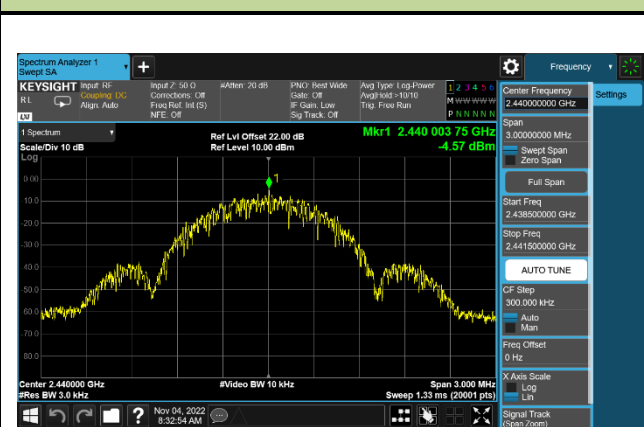 Spectrum Analyzer 1
Swept SA
Frequency
KEYSIGHT
Input: RF
Input Z: 50 Ω
#Atten: 20 dB
PNO: Best Wide
Avg Type: Log-Power
1 2 3 4 5 6
RL
Coupling: DC
Corrections: Off
Gate: Off
Avg|Hold:>10/10
M W W W W W
Align: Auto
Freq Ref: Int (S)
IF Gain: Low
Trig: Free Run
NFE: Off
Sig Track: Off
P N N N N N
LXI
1 Spectrum
Scale/Div 10 dB
Ref Lvl Offset 22.00 dB
Ref Level 10.00 dBm
Mkr1 2.440 003 75 GHz
-4.57 dBm
Log
0.00
-10.0
-20.0
-30.0
-40.0
-50.0
-60.0
-70.0
-80.0
1
Center 2.440000 GHz
#Video BW 10 kHz
Span 3.000 MHz
#Res BW 3.0 kHz
Sweep 1.33 ms (20001 pts)
Nov 04, 2022
8:32:54 AM
Center Frequency
2.440000000 GHz
Settings
Span
3.00000000 MHz
Swept Span
Zero Span
Full Span
Start Freq
2.438500000 GHz
Stop Freq
2.441500000 GHz
AUTO TUNE
CF Step
300.000 kHz
Auto
Man
Freq Offset
0 Hz
X Axis Scale
Log
Lin
Signal Track
(Span Zoom)